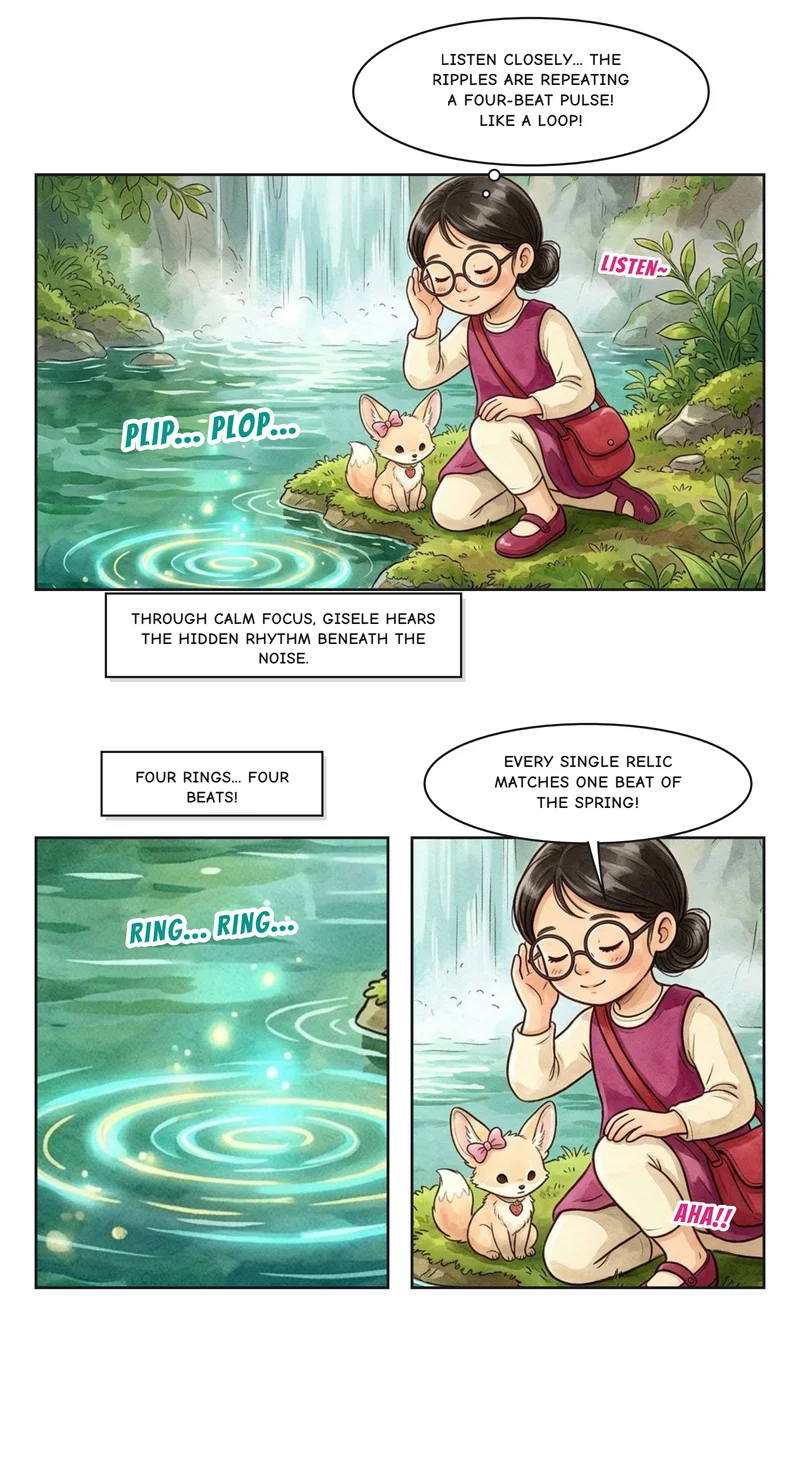 LISTEN CLOSELY... THE
RIPPLES ARE REPEATING
A FOUR-BEAT PULSE!
LIKE A LOOP!
LISTEN~
PLIP... PLOP...
THROUGH CALM FOCUS, GISELE HEARS
THE HIDDEN RHYTHM BENEATH THE
NOISE.
FOUR RINGS... FOUR
BEATS!
RING... RING...
EVERY SINGLE RELIC
MATCHES ONE BEAT OF
THE SPRING!
AHA!!